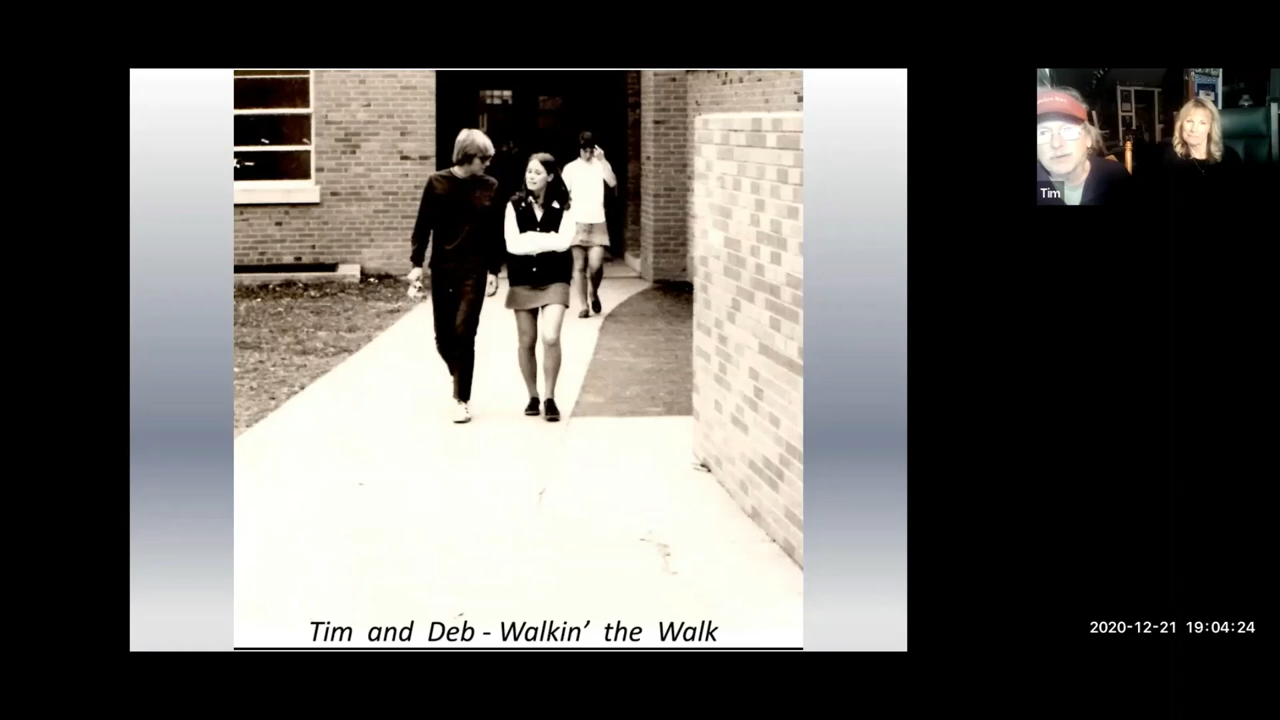 Tim and Deb - Walkin’ the Walk
Tim
2020-12-21 19:04:24